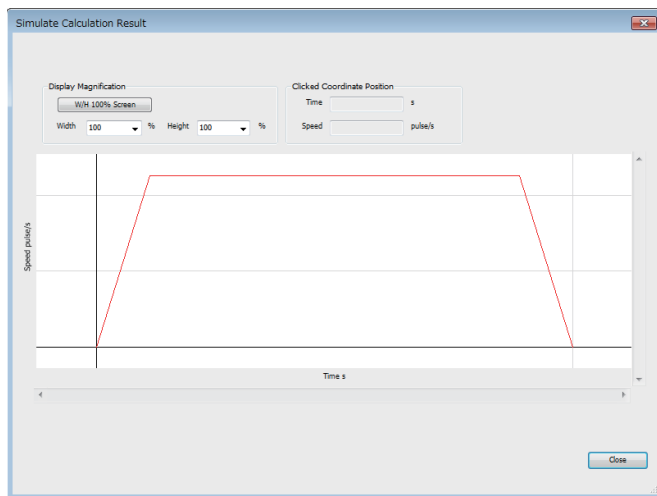 Simulate Calculation Result
Display Magnification
W/H 100% Screen
Width 100 % Height 100 %
Clicked Coordinate Position
Time s
Speed pulse/s
Speed pulse/s
Time s
Close